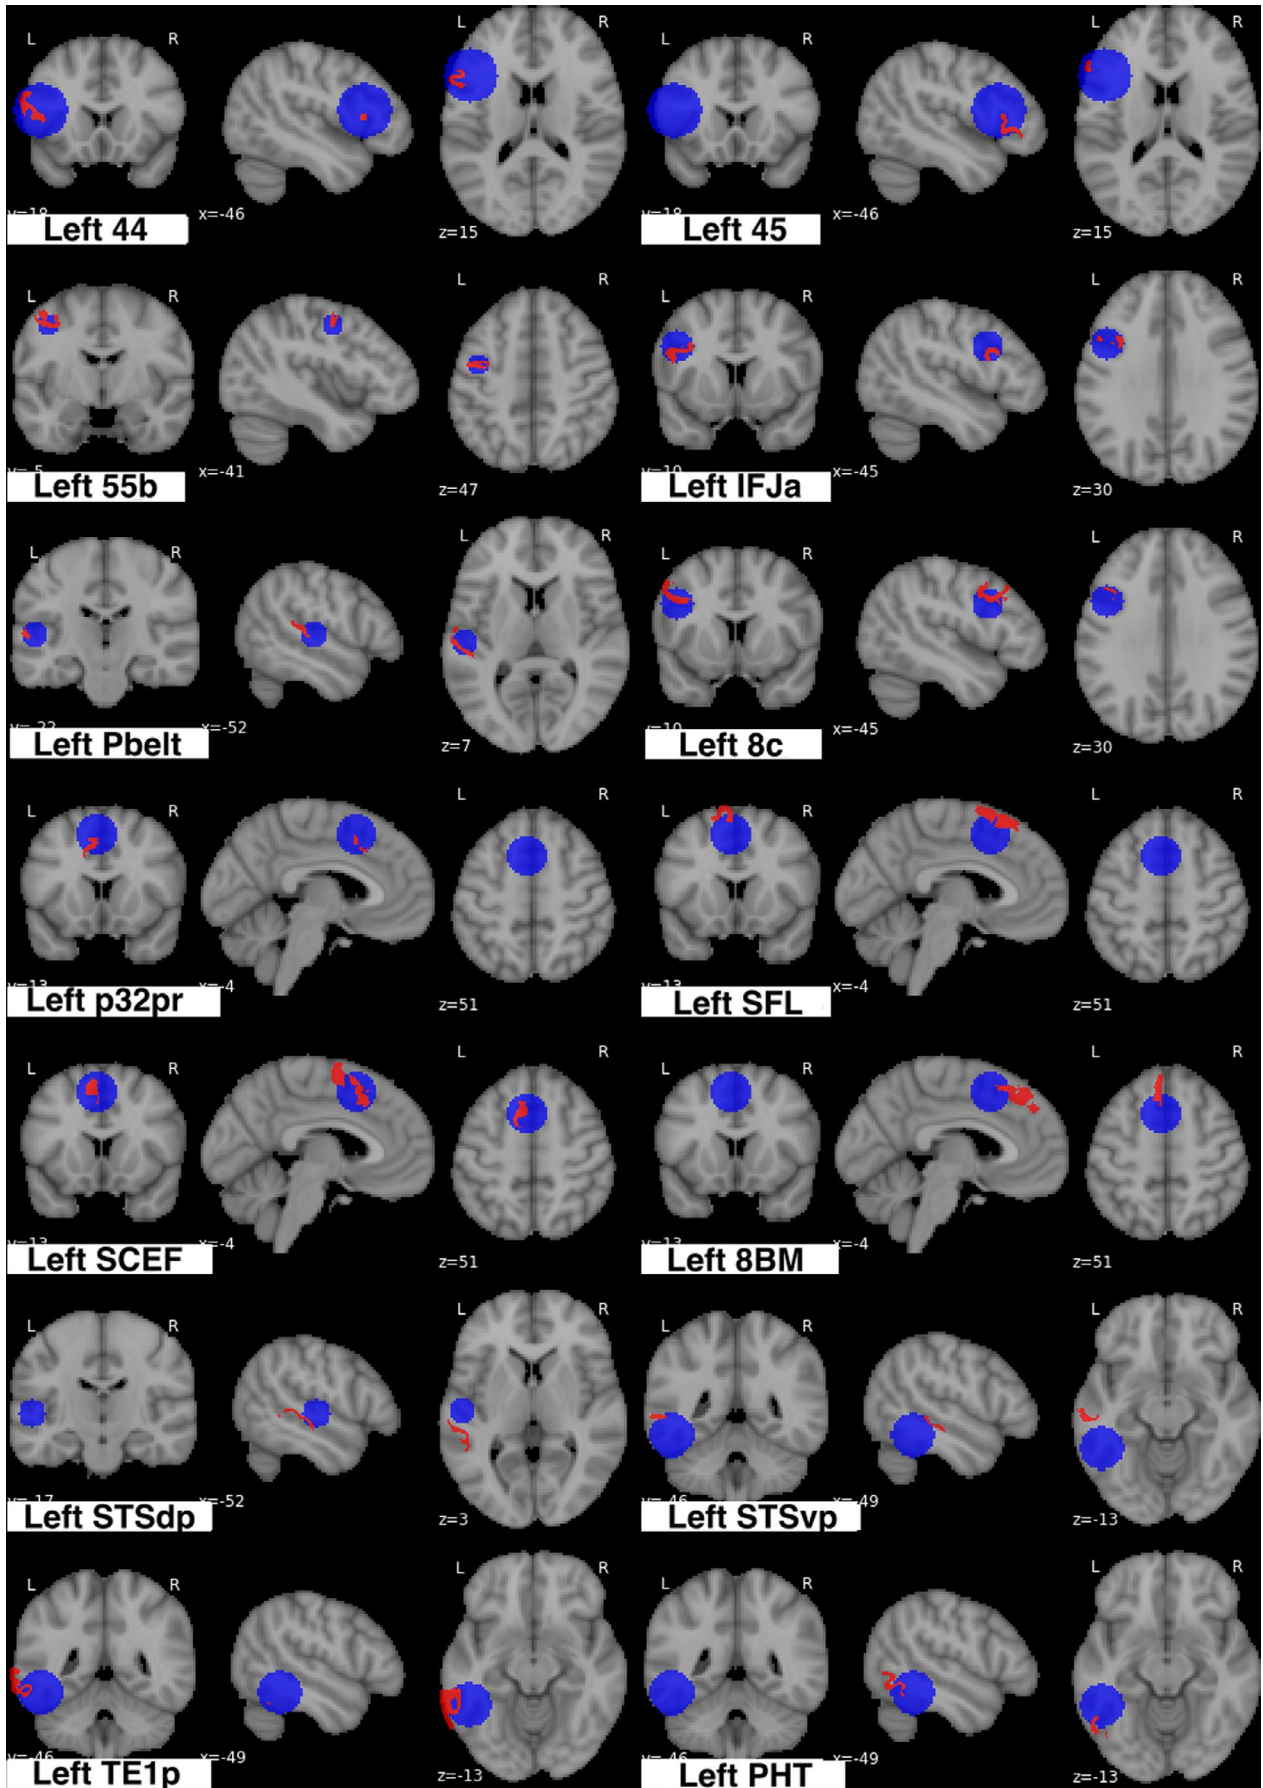 L R L R L R L R
x=-46 z=15 x=-46 z=15
Left 44 Left 45
L R L R L R L R
x=-41 z=47 x=-45 z=30
Left 55b Left IFJa
L R L R L R L R
x=-52 z=7 x=-45 z=30
Left Pbelt Left 8c
L R L R L R L R
x=-4 z=51 x=-4 z=51
Left p32pr Left SFL
L R L R L R L R
x=-4 z=51 x=-4 z=51
Left SCEF Left 8BM
L R L R L R L R
x=-52 z=3 x=-49 z=-13
Left STSdp Left STSvp
L R L R L R L R
x=-49 z=-13 x=-49 z=-13
Left TE1p Left PHT